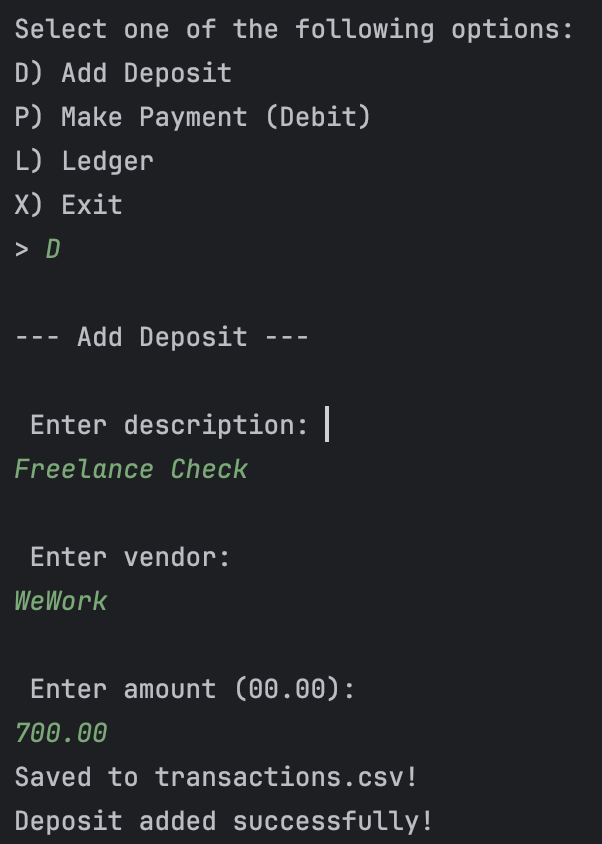 Select one of the following options:
D) Add Deposit
P) Make Payment (Debit)
L) Ledger
X) Exit
> D
--- Add Deposit ---
Enter description:
Freelance Check
Enter vendor:
WeWork
Enter amount (00.00):
700.00
Saved to transactions.csv!
Deposit added successfully!